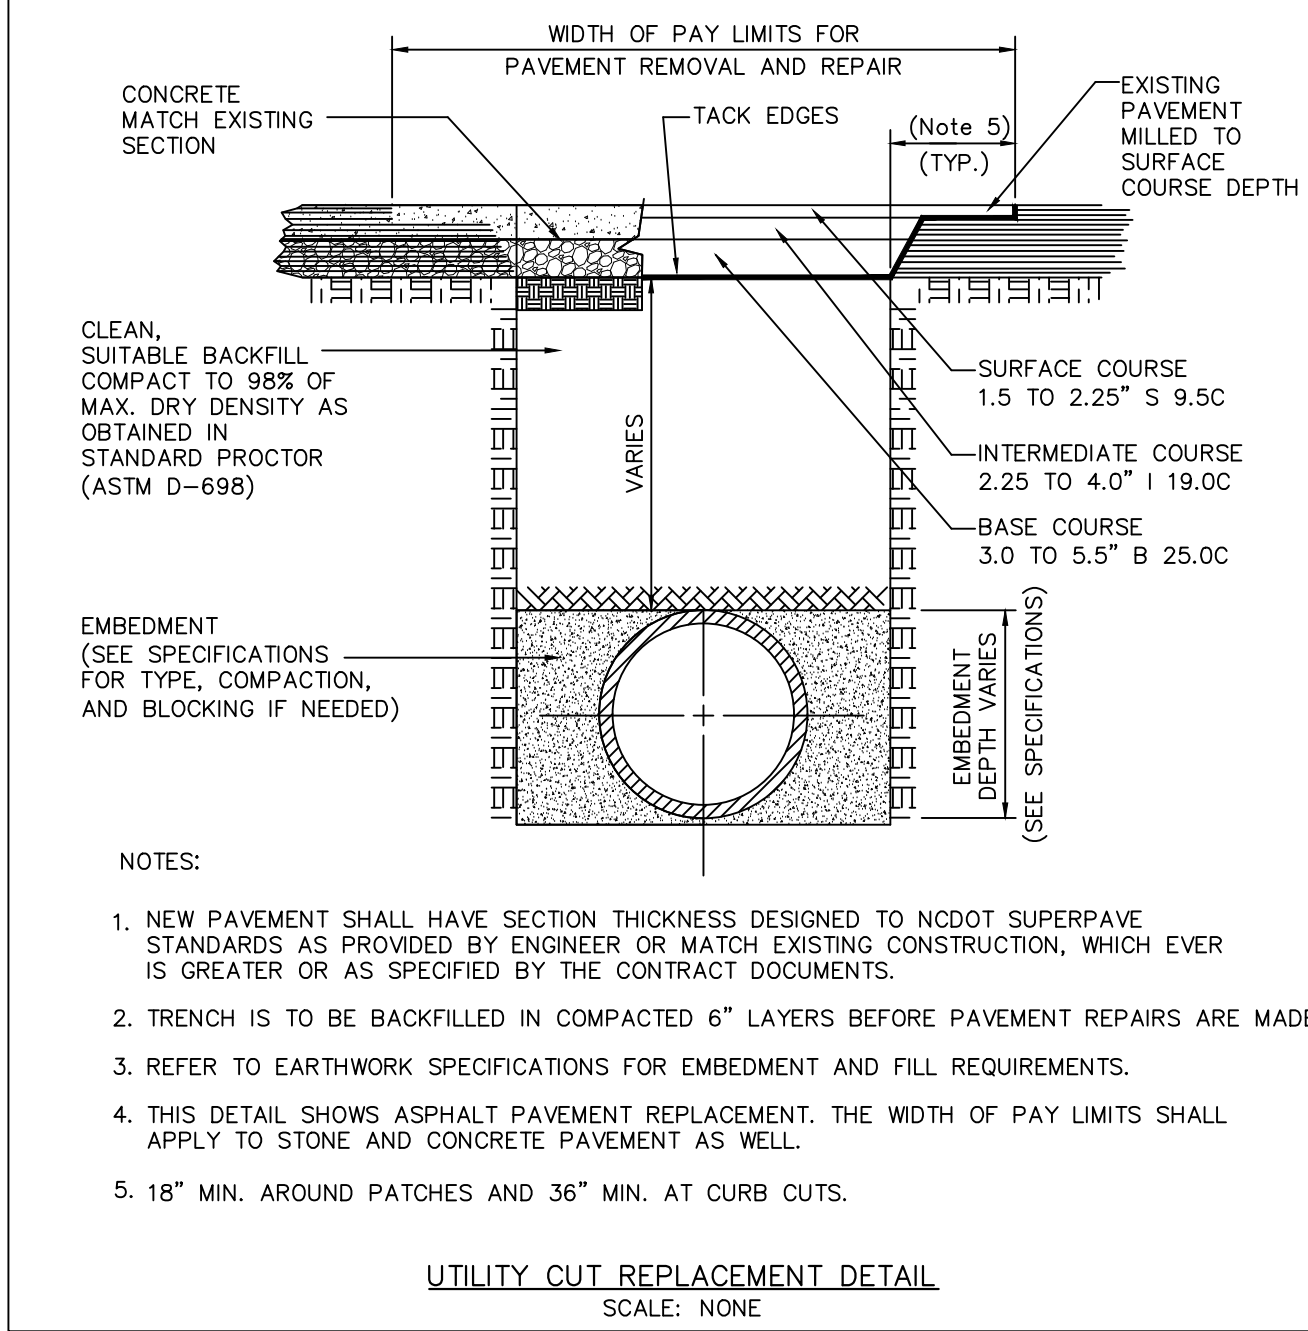 WIDTH OF PAY LIMITS FOR
PAVEMENT REMOVAL AND REPAIR
CONCRETE
MATCH EXISTING
SECTION
TACK EDGES
(Note 5)
(TYP.)
EXISTING
PAVEMENT
MILLED TO
SURFACE
COURSE DEPTH
CLEAN,
SUITABLE BACKFILL
COMPACT TO 98% OF
MAX. DRY DENSITY AS
OBTAINED IN
STANDARD PROCTOR
(ASTM D-698)
VARIES
SURFACE COURSE
1.5 TO 2.25" S 9.5C
INTERMEDIATE COURSE
2.25 TO 4.0" I 19.0C
BASE COURSE
3.0 TO 5.5" B 25.0C
EMBEDMENT
(SEE SPECIFICATIONS
FOR TYPE, COMPACTION,
AND BLOCKING IF NEEDED)
EMBEDMENT
DEPTH VARIES
(SEE SPECIFICATIONS)
NOTES:
1. NEW PAVEMENT SHALL HAVE SECTION THICKNESS DESIGNED TO NCDOT SUPERPAVE
STANDARDS AS PROVIDED BY ENGINEER OR MATCH EXISTING CONSTRUCTION, WHICH EVER
IS GREATER OR AS SPECIFIED BY THE CONTRACT DOCUMENTS.
2. TRENCH IS TO BE BACKFILLED IN COMPACTED 6" LAYERS BEFORE PAVEMENT REPAIRS ARE MADE
3. REFER TO EARTHWORK SPECIFICATIONS FOR EMBEDMENT AND FILL REQUIREMENTS.
4. THIS DETAIL SHOWS ASPHALT PAVEMENT REPLACEMENT. THE WIDTH OF PAY LIMITS SHALL
APPLY TO STONE AND CONCRETE PAVEMENT AS WELL.
5. 18" MIN. AROUND PATCHES AND 36" MIN. AT CURB CUTS.
UTILITY CUT REPLACEMENT DETAIL
SCALE: NONE